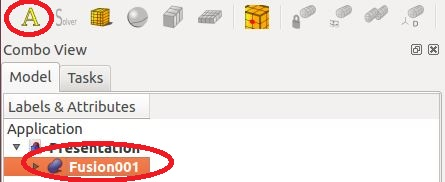 A Solver D
Combo View
Model Tasks
Labels & Attributes
Application
Presentation
Fusion001